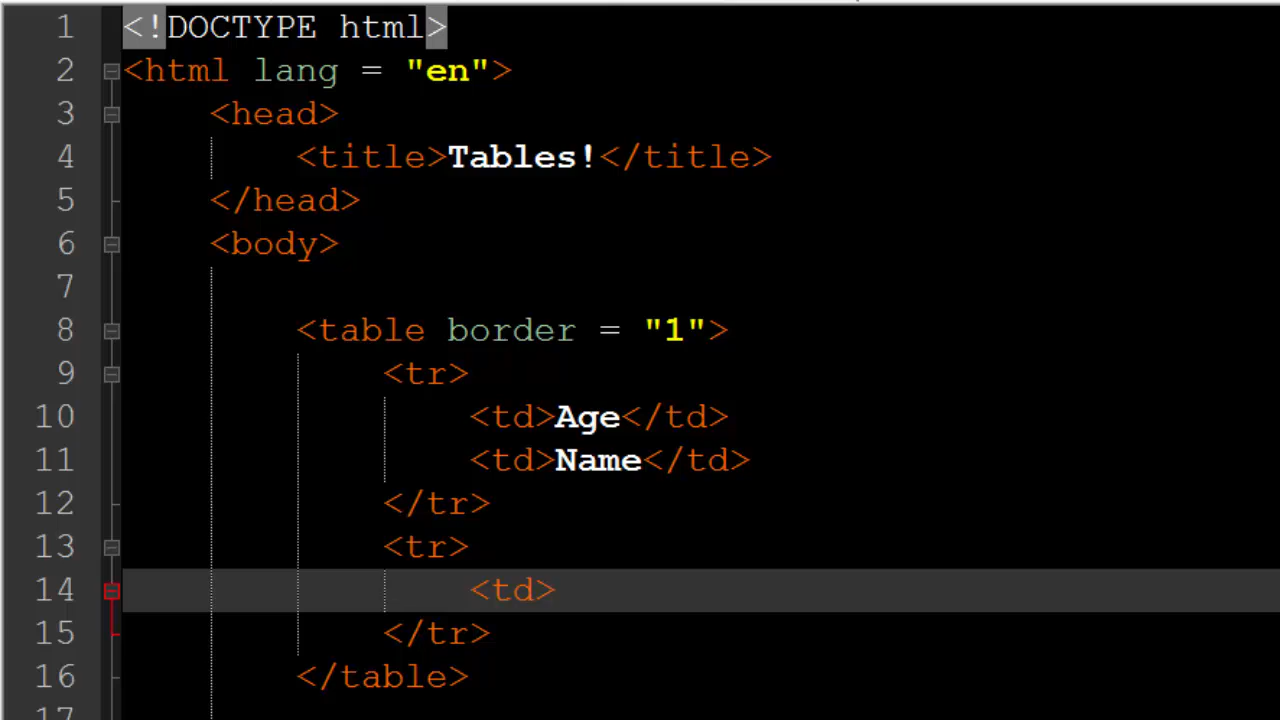 1 <!DOCTYPE html>
2 <html lang = "en">
3 <head>
4 <title>Tables!</title>
5 </head>
6 <body>
7
8 <table border = "1">
9 <tr>
10 <td>Age</td>
11 <td>Name</td>
12 </tr>
13 <tr>
14 <td>
15 </tr>
16 </table>
17